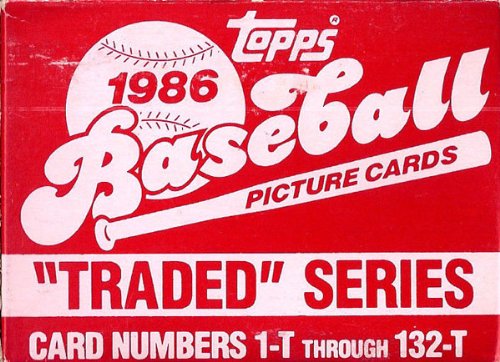 topps®
1986
Baseball
PICTURE CARDS
"TRADED" SERIES
CARD NUMBERS 1-T THROUGH 132-T